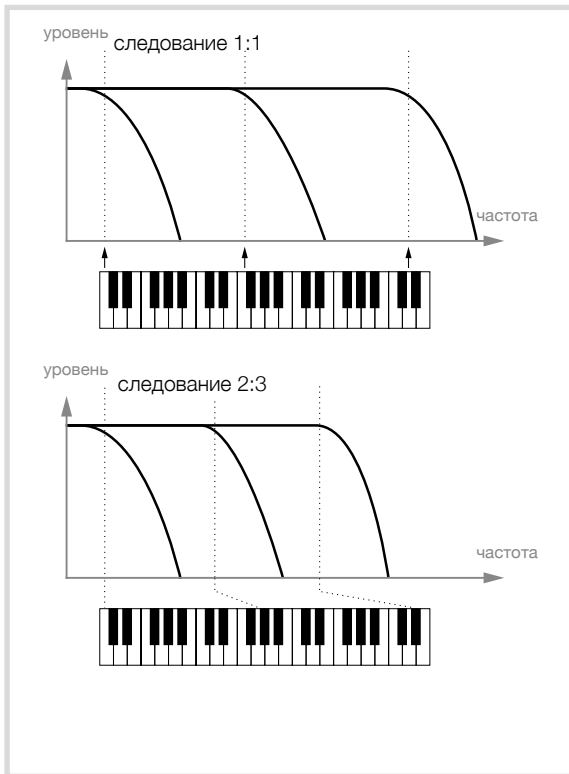 уровень
следование 1:1
частота
уровень
следование 2:3
частота